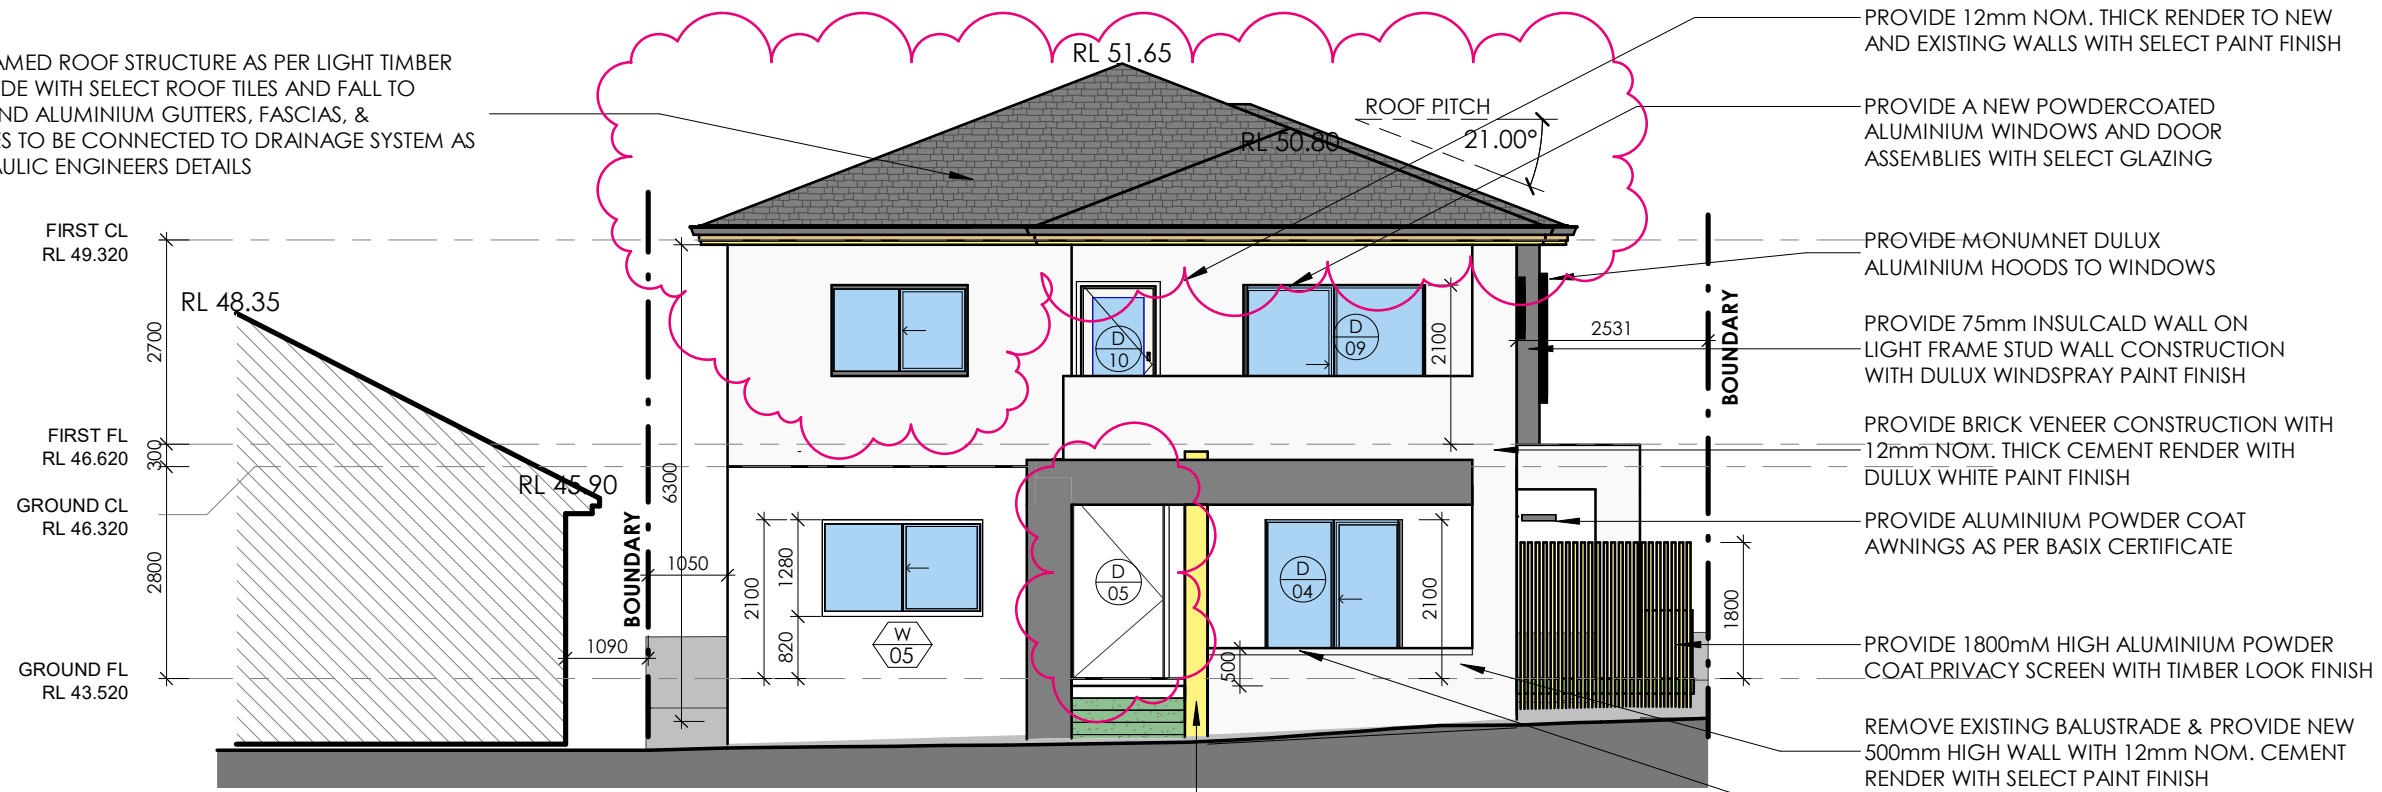 AMED ROOF STRUCTURE AS PER LIGHT TIMBER
DE WITH SELECT ROOF TILES AND FALL TO
ND ALUMINIUM GUTTERS, FASCIAS, &
ES TO BE CONNECTED TO DRAINAGE SYSTEM AS
AULIC ENGINEERS DETAILS
RL 51.65
ROOF PITCH
21.00°
RL 50.80
FIRST CL
RL 49.320
RL 48.35
2700
FIRST FL
RL 46.620
300
GROUND CL
RL 46.320
RL 45.90
2800
GROUND FL
RL 43.520
BOUNDARY
1090
1050
6300
2100
1280
820
W
05
D
10
D
09
2100
D
05
D
04
2100
500
2531
BOUNDARY
1800
PROVIDE 12mm NOM. THICK RENDER TO NEW
AND EXISTING WALLS WITH SELECT PAINT FINISH
PROVIDE A NEW POWDERCOATED
ALUMINIUM WINDOWS AND DOOR
ASSEMBLIES WITH SELECT GLAZING
PROVIDE MONUMNET DULUX
ALUMINIUM HOODS TO WINDOWS
PROVIDE 75mm INSULCALD WALL ON
LIGHT FRAME STUD WALL CONSTRUCTION
WITH DULUX WINDSPRAY PAINT FINISH
PROVIDE BRICK VENEER CONSTRUCTION WITH
12mm NOM. THICK CEMENT RENDER WITH
DULUX WHITE PAINT FINISH
PROVIDE ALUMINIUM POWDER COAT
AWNINGS AS PER BASIX CERTIFICATE
PROVIDE 1800mM HIGH ALUMINIUM POWDER
COAT PRIVACY SCREEN WITH TIMBER LOOK FINISH
REMOVE EXISTING BALUSTRADE & PROVIDE NEW
500mm HIGH WALL WITH 12mm NOM. CEMENT
RENDER WITH SELECT PAINT FINISH